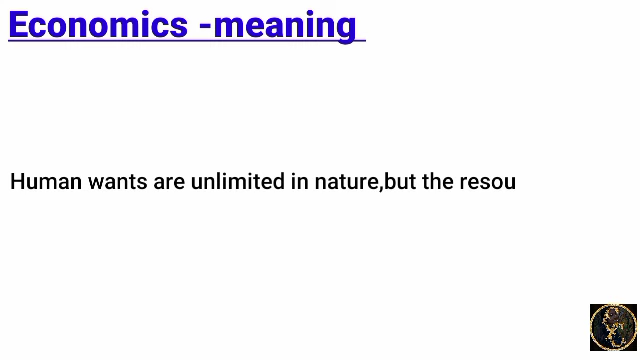 Economics -meaning
Human wants are unlimited in nature,but the resou